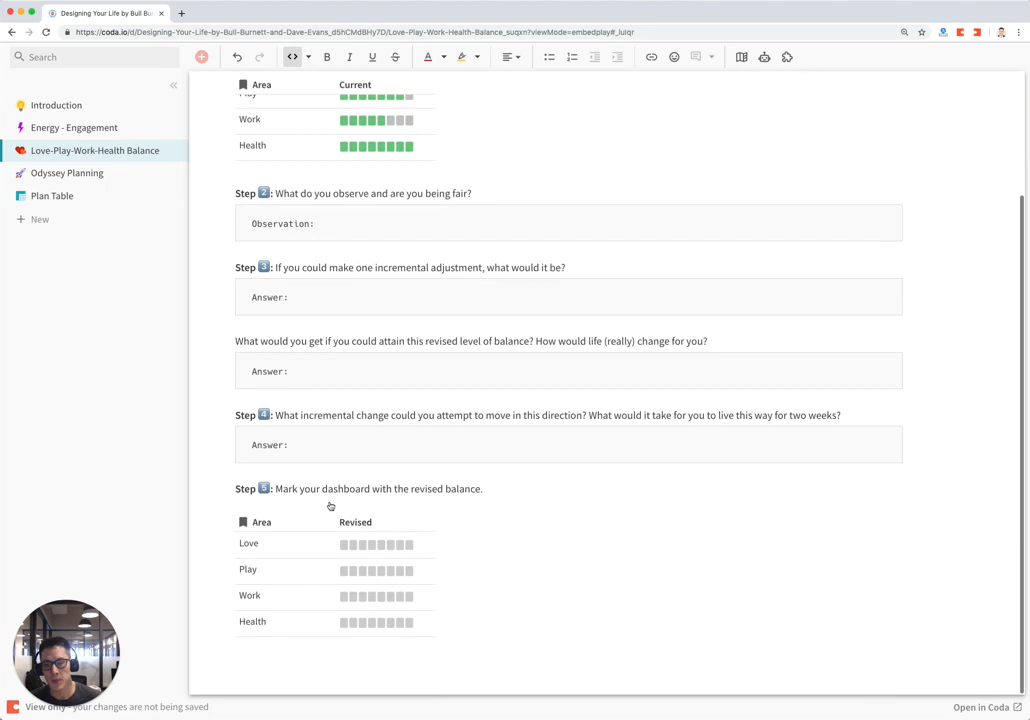 Designing Your Life by Bull Bur
https://coda.io/d/Designing-Your-Life-by-Bull-Burnett-and-Dave-Evans_d5hCMdBHy7D/Love-Play-Work-Health-Balance_suqxn?viewMode=embedplay#_luIqr
Search
B I U S A
Introduction
Energy - Engagement
Love-Play-Work-Health Balance
Odyssey Planning
Plan Table
New
Area Current
Play
Work
Health
Step 2: What do you observe and are you being fair?
Observation:
Step 3: If you could make one incremental adjustment, what would it be?
Answer:
What would you get if you could attain this revised level of balance? How would life (really) change for you?
Answer:
Step 4: What incremental change could you attempt to move in this direction? What would it take for you to live this way for two weeks?
Answer:
Step 5: Mark your dashboard with the revised balance.
Area Revised
Love
Play
Work
Health
View only - your changes are not being saved
Open in Coda